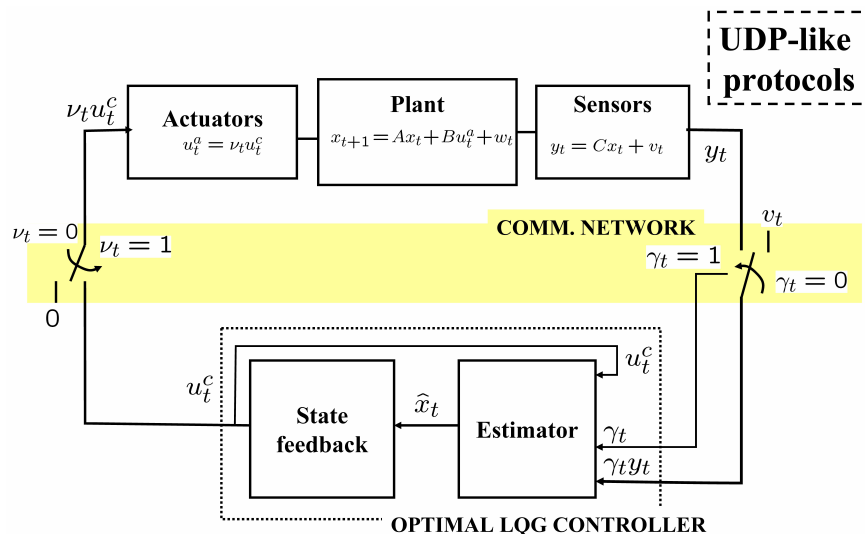 UDP-like
protocols
Actuators
u_t^a = ν_t u_t^c
Plant
x_{t+1} = Ax_t + Bu_t^a + w_t
Sensors
y_t = Cx_t + v_t
ν_t u_t^c
y_t
COMM. NETWORK
v_t
ν_t = 0
ν_t = 1
γ_t = 1
γ_t = 0
0
u_t^c
u_t^c
State
feedback
x̂_t
Estimator
γ_t
γ_t y_t
OPTIMAL LQG CONTROLLER